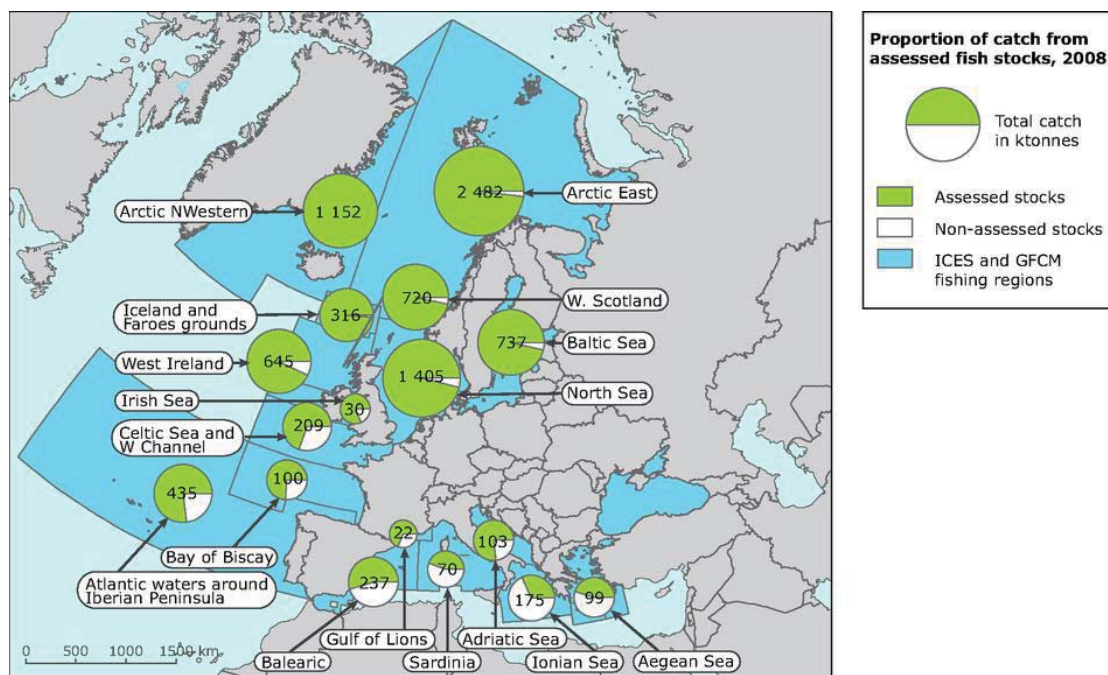 Proportion of catch from
assessed fish stocks, 2008
Total catch
in ktonnes
Assessed stocks
Non-assessed stocks
ICES and GFCM
fishing regions
2 482
Arctic East
1 152
Arctic NWestern
720
W. Scotland
316
Iceland and
Faroes grounds
737
Baltic Sea
645
West Ireland
1 405
North Sea
30
Irish Sea
209
Celtic Sea and
W Channel
100
Bay of Biscay
435
Atlantic waters around
Iberian Peninsula
22
Gulf of Lions
103
Adriatic Sea
70
Sardinia
237
Balearic
175
Ionian Sea
99
Aegean Sea
0 500 1000 1500 km